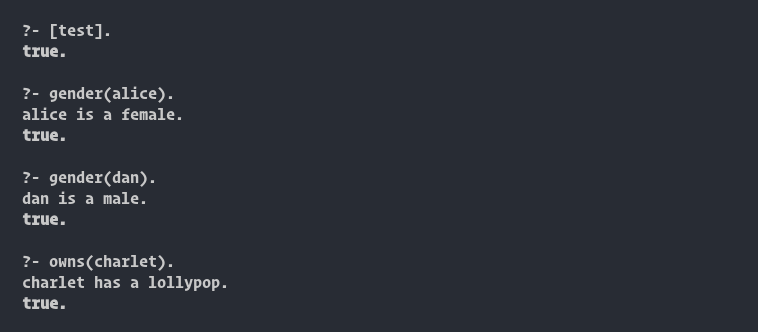 ?- [test].
true.
?- gender(alice).
alice is a female.
true.
?- gender(dan).
dan is a male.
true.
?- owns(charlet).
charlet has a lollypop.
true.